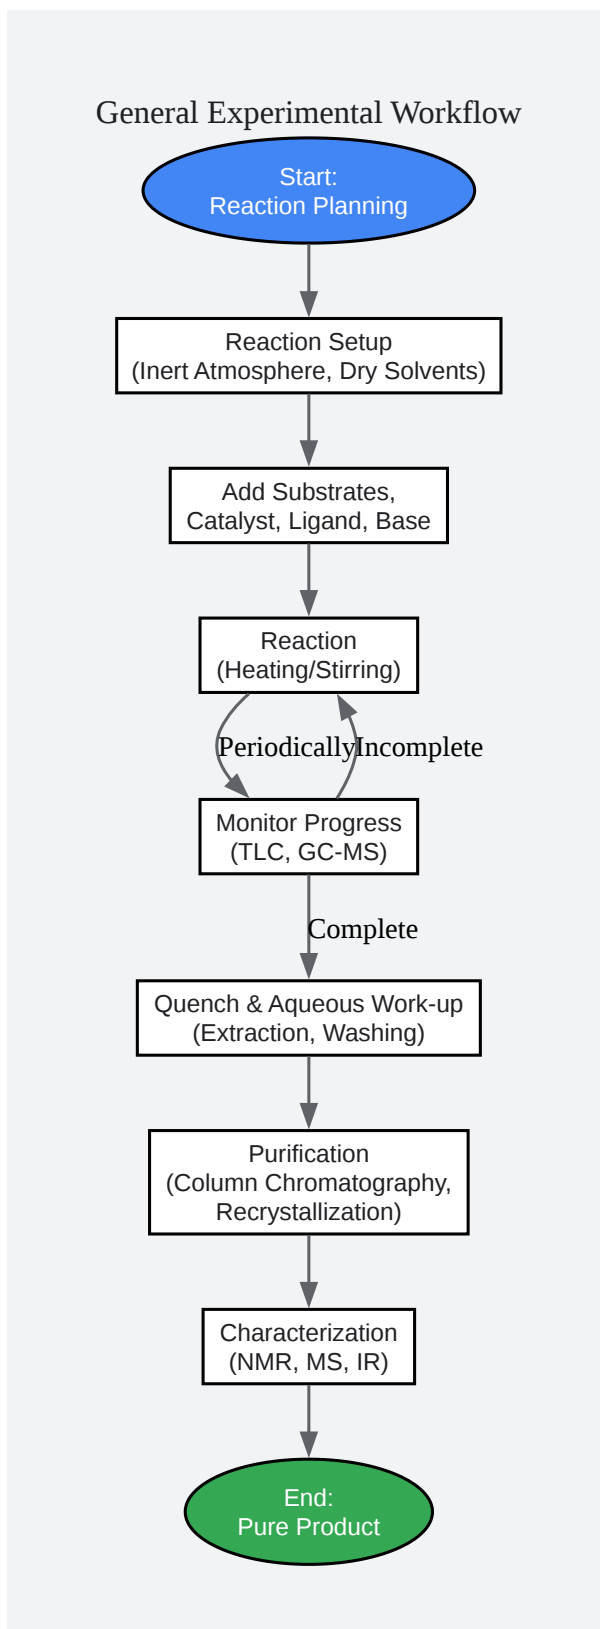 General Experimental Workflow
Start:
Reaction Planning
Reaction Setup
(Inert Atmosphere, Dry Solvents)
Add Substrates,
Catalyst, Ligand, Base
Reaction
(Heating/Stirring)
Periodically
Incomplete
Monitor Progress
(TLC, GC-MS)
Complete
Quench & Aqueous Work-up
(Extraction, Washing)
Purification
(Column Chromatography,
Recrystallization)
Characterization
(NMR, MS, IR)
End:
Pure Product